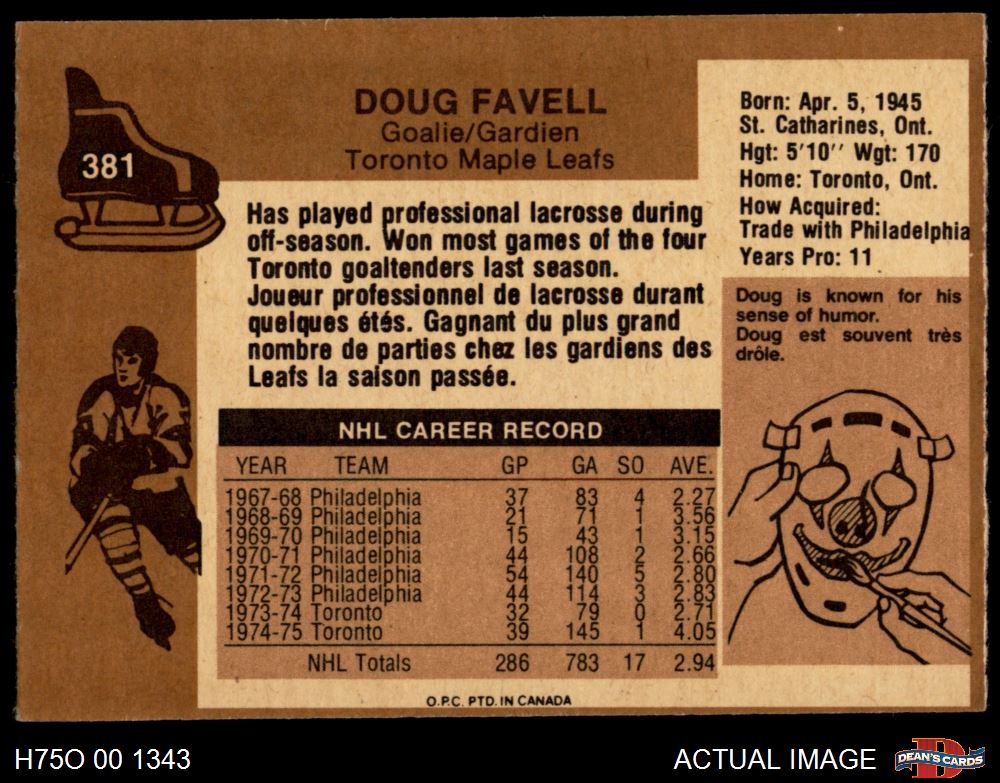 381
DOUG FAVELL
Goalie/Gardien
Toronto Maple Leafs
Born: Apr. 5, 1945
St. Catharines, Ont.
Hgt: 5'10'' Wgt: 170
Home: Toronto, Ont.
How Acquired:
Trade with Philadelphia
Years Pro: 11
Has played professional lacrosse during
off-season. Won most games of the four
Toronto goaltenders last season.
Joueur professionnel de lacrosse durant
quelques étés. Gagnant du plus grand
nombre de parties chez les gardiens des
Leafs la saison passée.
Doug is known for his
sense of humor.
Doug est souvent très
drôle.
NHL CAREER RECORD
YEAR TEAM GP GA SO AVE.
1967-68 Philadelphia 37 83 4 2.27
1968-69 Philadelphia 21 71 1 3.56
1969-70 Philadelphia 15 43 1 3.15
1970-71 Philadelphia 44 108 2 2.66
1971-72 Philadelphia 54 140 5 2.80
1972-73 Philadelphia 44 114 3 2.83
1973-74 Toronto 32 79 0 2.71
1974-75 Toronto 39 145 1 4.05
NHL Totals 286 783 17 2.94
O.P.C. PTD. IN CANADA
H75O 00 1343
ACTUAL IMAGE
D
DEAN'S CARDS